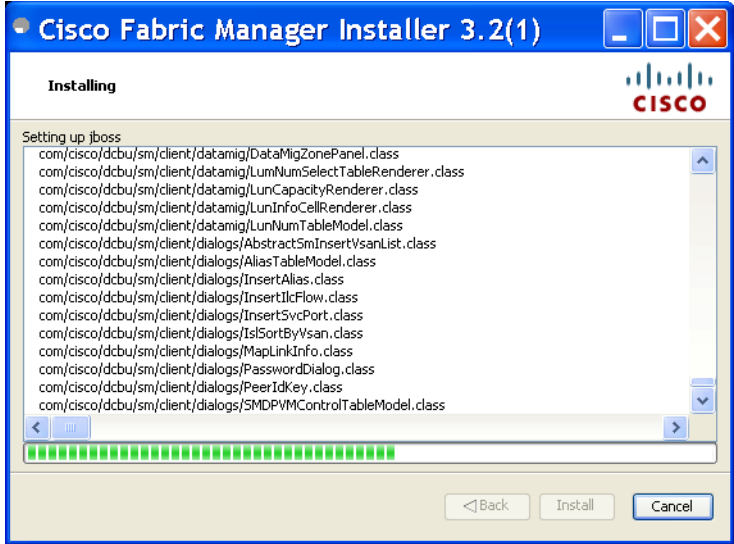 Cisco Fabric Manager Installer 3.2(1)
Installing
CISCO
Setting up jboss
com/cisco/dcbu/sm/client/datamig/DataMigZonePanel.class
com/cisco/dcbu/sm/client/datamig/LumNumSelectTableRenderer.class
com/cisco/dcbu/sm/client/datamig/LunCapacityRenderer.class
com/cisco/dcbu/sm/client/datamig/LunInfoCellRenderer.class
com/cisco/dcbu/sm/client/datamig/LunNumTableModel.class
com/cisco/dcbu/sm/client/dialogs/AbstractSmInsertVsanList.class
com/cisco/dcbu/sm/client/dialogs/AliasTableModel.class
com/cisco/dcbu/sm/client/dialogs/InsertAlias.class
com/cisco/dcbu/sm/client/dialogs/InsertIlcFlow.class
com/cisco/dcbu/sm/client/dialogs/InsertSvcPort.class
com/cisco/dcbu/sm/client/dialogs/IslSortByVsan.class
com/cisco/dcbu/sm/client/dialogs/MapLinkInfo.class
com/cisco/dcbu/sm/client/dialogs/PasswordDialog.class
com/cisco/dcbu/sm/client/dialogs/PeerIdKey.class
com/cisco/dcbu/sm/client/dialogs/SMDPVMControlTableModel.class
Back Install Cancel